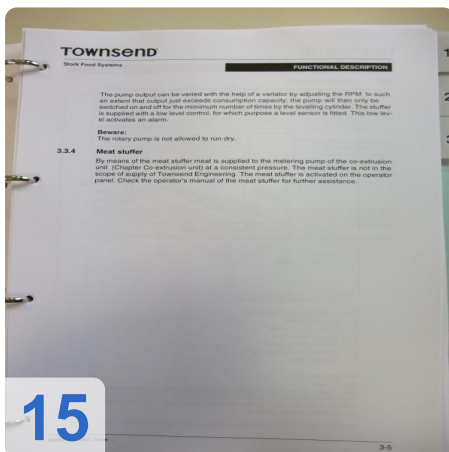 TOWNSEND
Stork Food Systems
FUNCTIONAL DESCRIPTION
The pump output can be varied with the help of a variator by adjusting the RPM to such
an extent that output just exceeds consumption capacity; the pump will then only be
switched on and off for the mimimum number of times by the levelling cylinder. The stuffer
is supplied with a low level control, for which purpose a level sensor is fitted. This low lev-
el activates an alarm.
Beware:
The rotary pump is not allowed to run dry.
3.3.4 Meat stuffer
By means of the meat stuffer meat is supplied to the metering pump of the co-extrusion
unit (Chapter Co-extrusion unit) at a consistent pressure. The meat stuffer is not in the
scope of supply of Townsend Engineering. The meat stuffer is activated on the operator
panel. Check the operator's manual of the meat stuffer for further assistance.
1
2
3
15
3-5